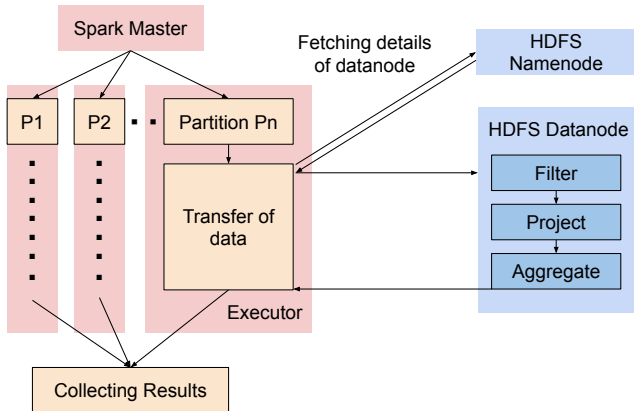 Spark Master
Fetching details
of datanode
HDFS
Namenode
P1
P2
Partition Pn
HDFS Datanode
Filter
Transfer of
data
Project
Aggregate
Executor
Collecting Results